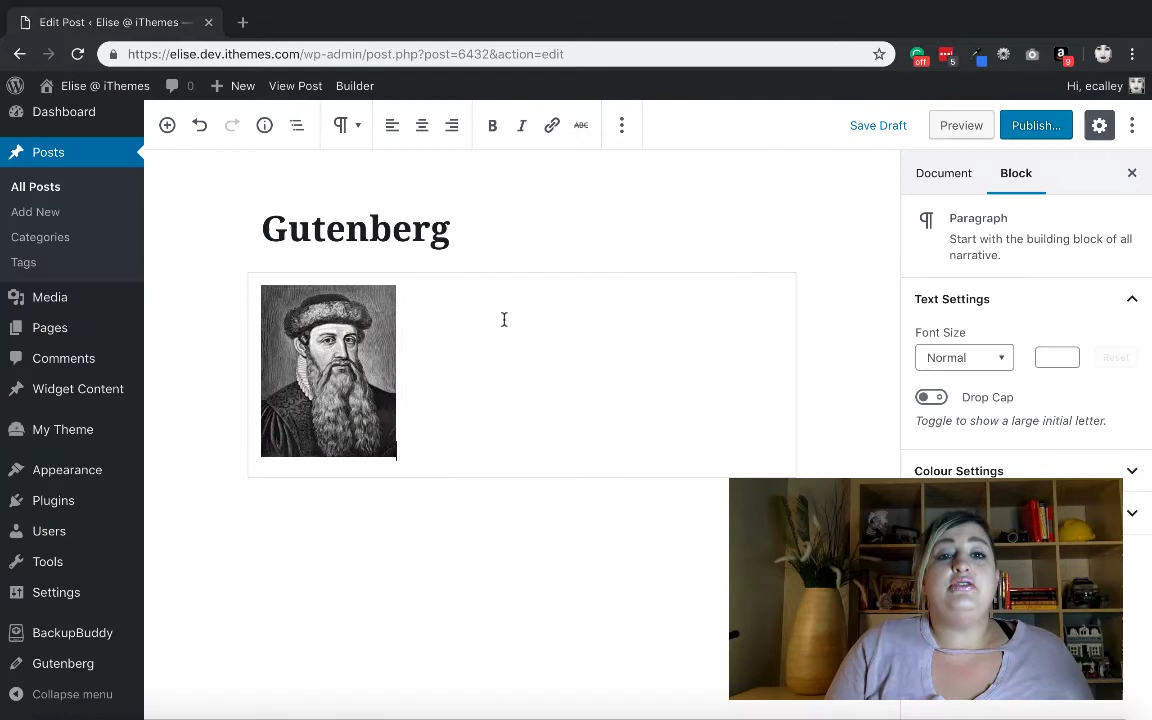 Edit Post ‹ Elise @ iThemes —
https://elise.dev.ithemes.com/wp-admin/post.php?post=6432&action=edit
off
5
9
Elise @ iThemes
0
New
View Post
Builder
Hi, ecalley
Dashboard
Posts
All Posts
Add New
Categories
Tags
Media
Pages
Comments
Widget Content
My Theme
Appearance
Plugins
Users
Tools
Settings
BackupBuddy
Gutenberg
Collapse menu
B
I
ABC
Save Draft
Preview
Publish...
Gutenberg
Document
Block
Paragraph
Start with the building block of all
narrative.
Text Settings
Font Size
Normal
Reset
Drop Cap
Toggle to show a large initial letter.
Colour Settings